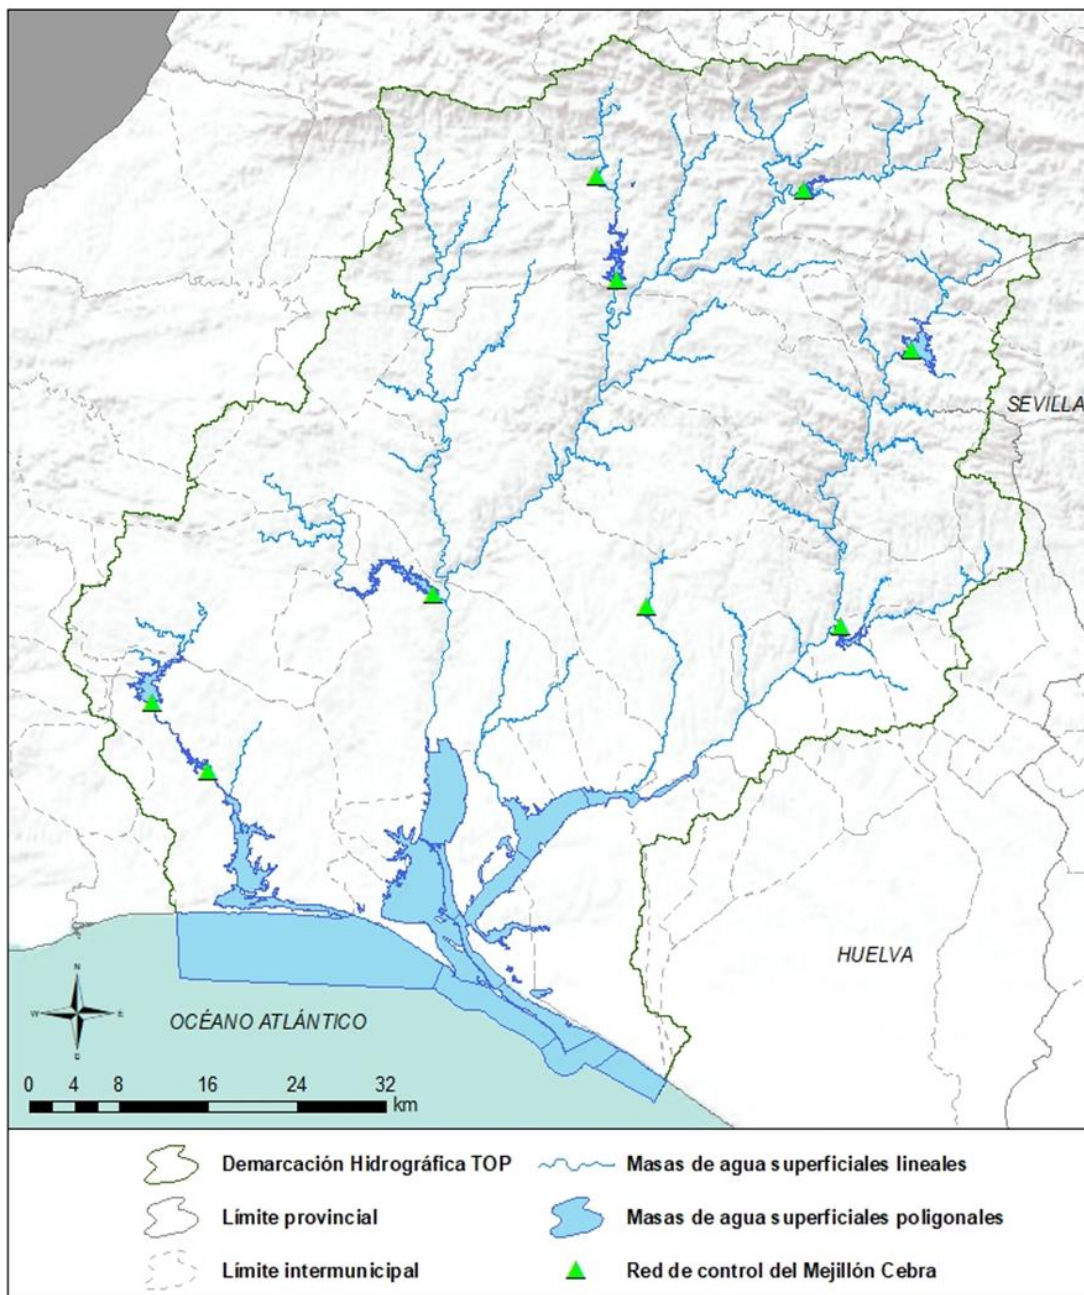 SEVILLA
HUELVA
N
W
E
S
OCÉANO ATLÁNTICO
0 4 8 16 24 32
km
Demarcación Hidrográfica TOP
Masas de agua superficiales lineales
Límite provincial
Masas de agua superficiales poligonales
Límite intermunicipal
Red de control del Mejillón Cebra